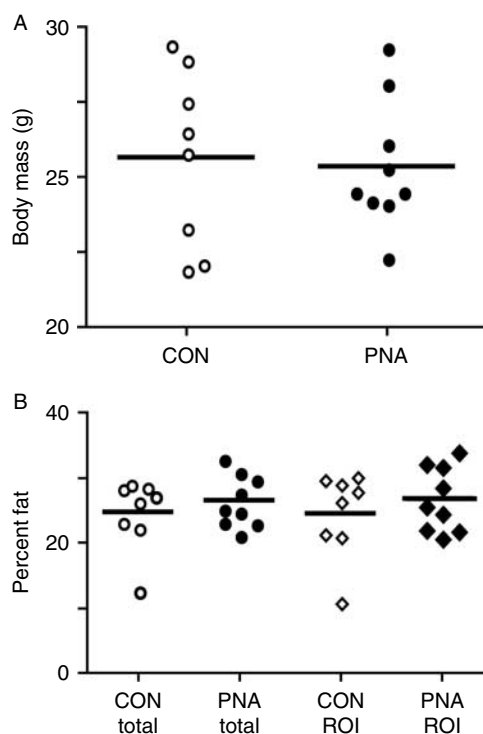 A
30
25
20
Body mass (g)
CON
PNA
B
40
20
0
Percent fat
CON
total
PNA
total
CON
ROI
PNA
ROI